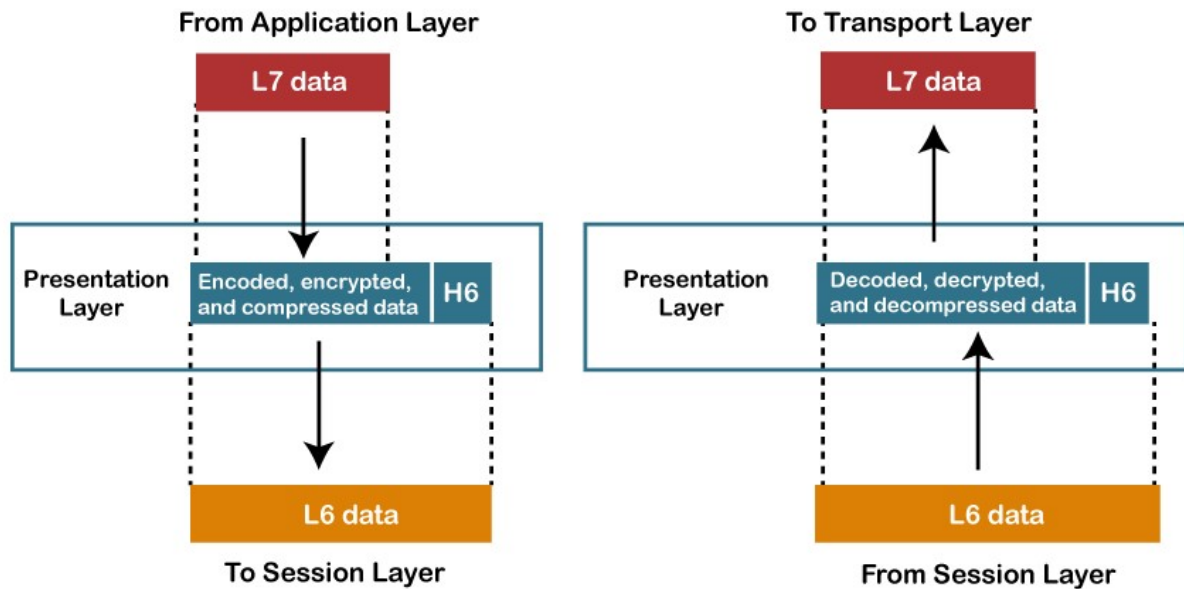 From Application Layer
L7 data
Presentation
Layer
Encoded, encrypted,
and compressed data
H6
L6 data
To Session Layer
To Transport Layer
L7 data
Presentation
Layer
Decoded, decrypted,
and decompressed data
H6
L6 data
From Session Layer